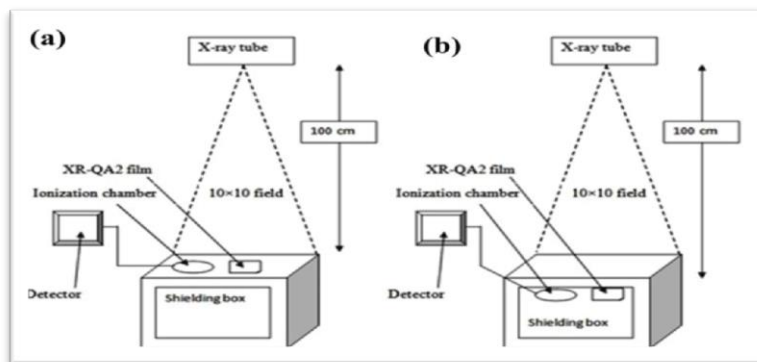 (a)
X-ray tube
100 cm
XR-QA2 film
Ionization chamber
10×10 field
Detector
Shielding box
(b)
X-ray tube
100 cm
XR-QA2 film
Ionization chamber
10×10 field
Detector
Shielding box